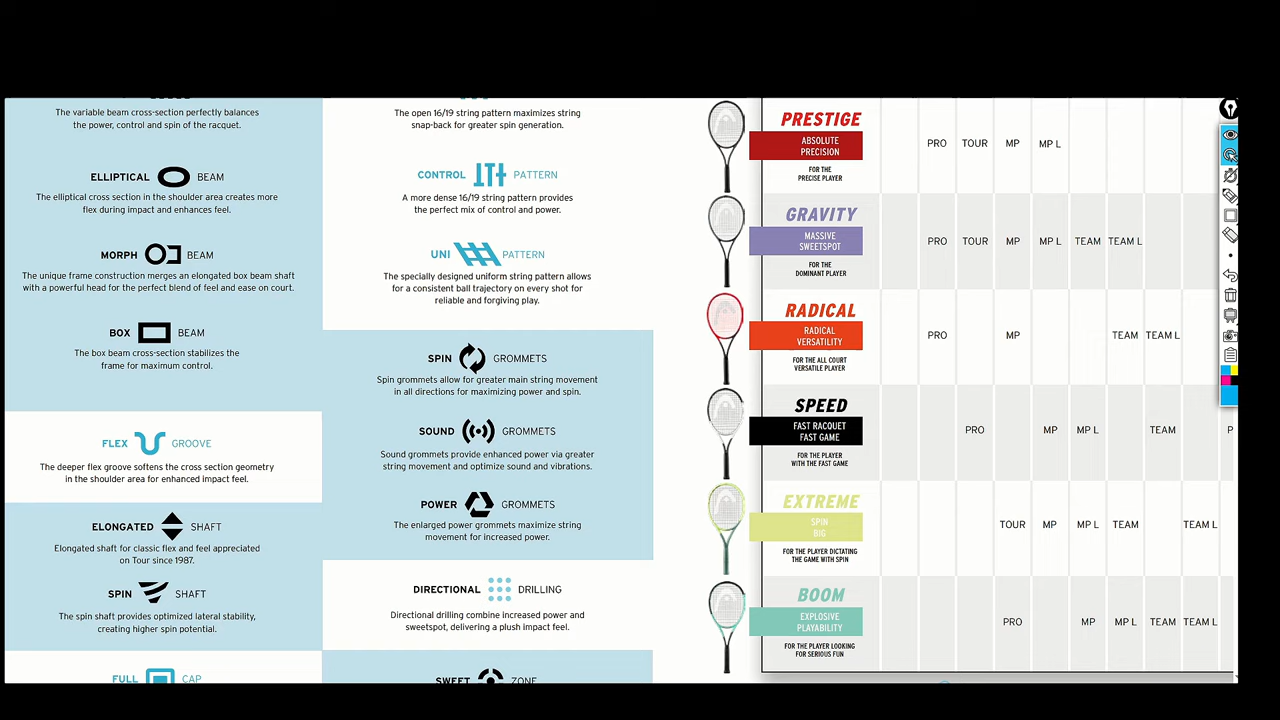 The variable beam cross-section perfectly balances
the power, control and spin of the racquet.
ELLIPTICAL BEAM
The elliptical cross section in the shoulder area creates more
flex during impact and enhances feel.
MORPH BEAM
The unique frame construction merges an elongated box beam shaft
with a powerful head for the perfect blend of feel and ease on court.
BOX BEAM
The box beam cross-section stabilizes the
frame for maximum control.
FLEX GROOVE
The deeper flex groove softens the cross section geometry
in the shoulder area for enhanced impact feel.
ELONGATED SHAFT
Elongated shaft for classic flex and feel appreciated
on Tour since 1987.
SPIN SHAFT
The spin shaft provides optimized lateral stability,
creating higher spin potential.
FULL CAP
The open 16/19 string pattern maximizes string
snap-back for greater spin generation.
CONTROL PATTERN
A more dense 16/19 string pattern provides
the perfect mix of control and power.
UNI PATTERN
The specially designed uniform string pattern allows
for a consistent ball trajectory on every shot for
reliable and forgiving play.
SPIN GROMMETS
Spin grommets allow for greater main string movement
in all directions for maximizing power and spin.
SOUND GROMMETS
Sound grommets provide enhanced power via greater
string movement and optimize sound and vibrations.
POWER GROMMETS
The enlarged power grommets maximize string
movement for increased power.
DIRECTIONAL DRILLING
Directional drilling combine increased power and
sweetspot, delivering a plush impact feel.
SWEET ZONE
PRESTIGE
ABSOLUTE
PRECISION
FOR THE
PRECISE PLAYER
PRO TOUR MP MP L
GRAVITY
MASSIVE
SWEETSPOT
FOR THE
DOMINANT PLAYER
PRO TOUR MP MP L TEAM TEAM L
RADICAL
RADICAL
VERSATILITY
FOR THE ALL COURT
VERSATILE PLAYER
PRO MP TEAM TEAM L
SPEED
FAST RACQUET
FAST GAME
FOR THE PLAYER
WITH THE FAST GAME
PRO MP MP L TEAM P
EXTREME
SPIN
BIG
FOR THE PLAYER DICTATING
THE GAME WITH SPIN
TOUR MP MP L TEAM TEAM L
BOOM
EXPLOSIVE
PLAYABILITY
FOR THE PLAYER LOOKING
FOR SERIOUS FUN
PRO MP MP L TEAM TEAM L